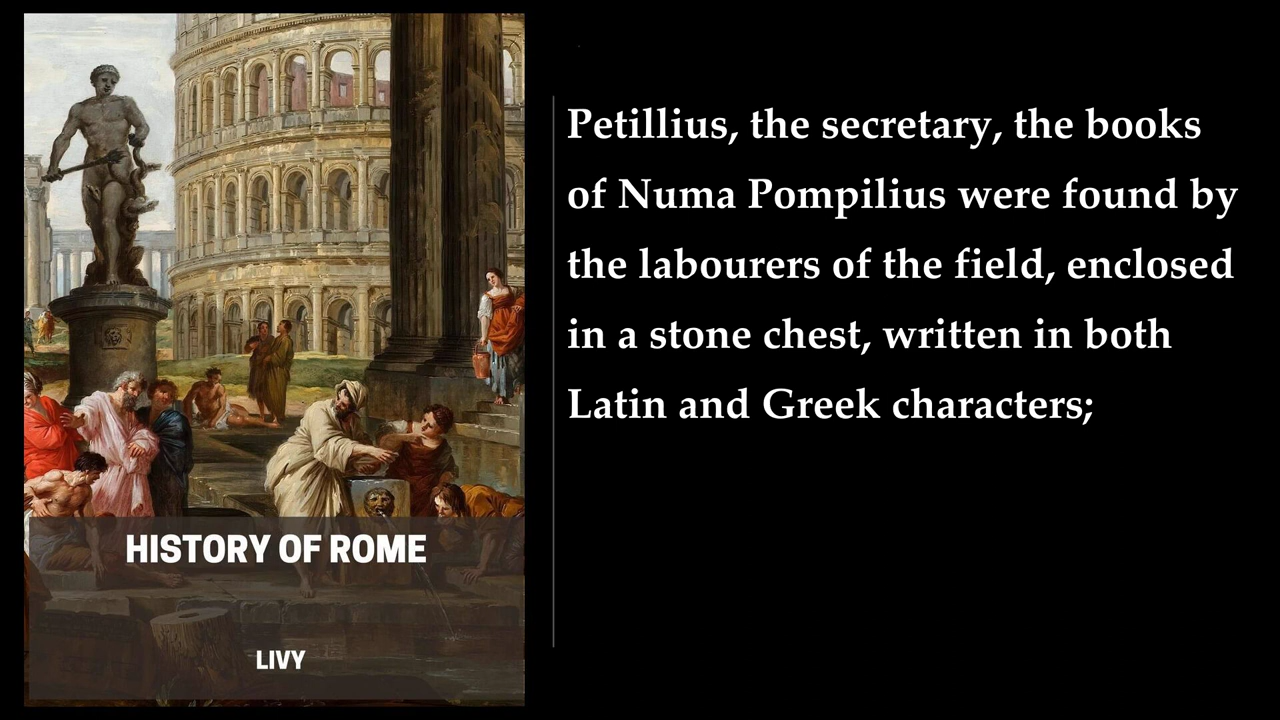 HISTORY OF ROME
LIVY
Petillius, the secretary, the books
of Numa Pompilius were found by
the labourers of the field, enclosed
in a stone chest, written in both
Latin and Greek characters;